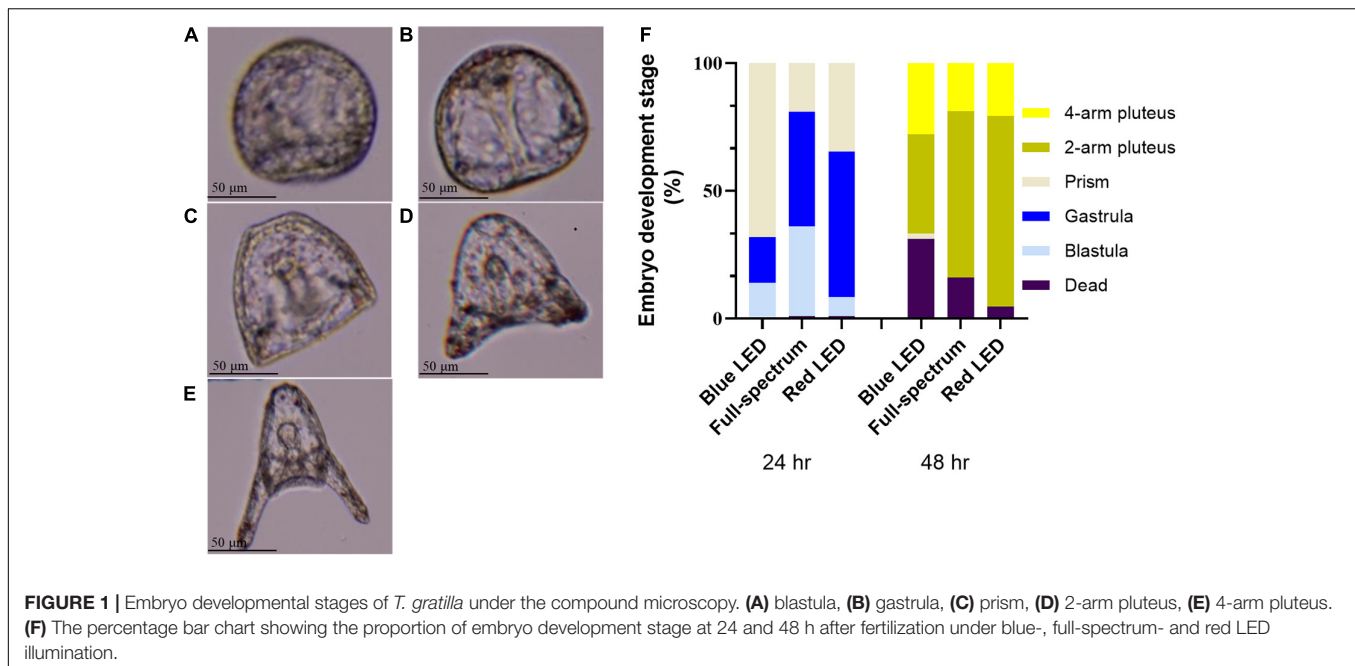 A
50 µm
B
50 µm
C
50 µm
D
50 µm
E
50 µm
F
Embryo development stage
(%)
100
50
0
Blue LED
Full-spectrum
Red LED
Blue LED
Full-spectrum
Red LED
24 hr
48 hr
4-arm pluteus
2-arm pluteus
Prism
Gastrula
Blastula
Dead
FIGURE 1 | Embryo developmental stages of T. gratilla under the compound microscopy. (A) blastula, (B) gastrula, (C) prism, (D) 2-arm pluteus, (E) 4-arm pluteus.
(F) The percentage bar chart showing the proportion of embryo development stage at 24 and 48 h after fertilization under blue-, full-spectrum- and red LED
illumination.